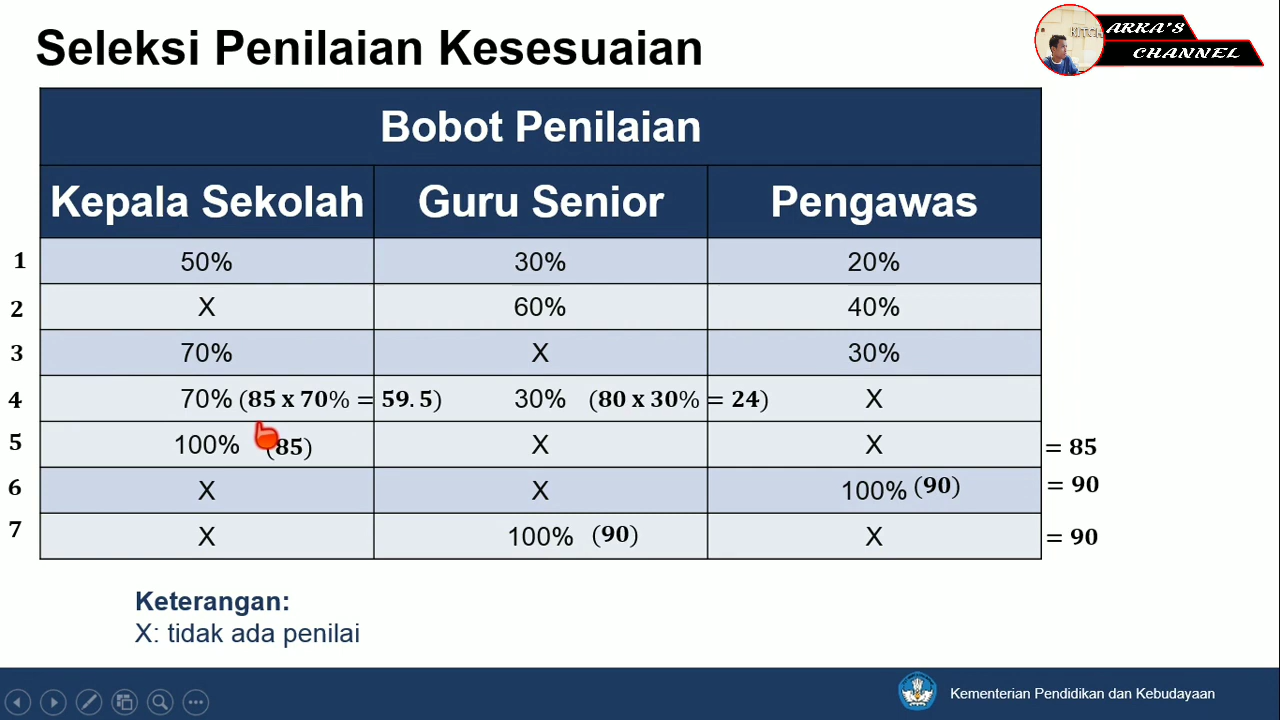 Seleksi Penilaian Kesesuaian
KITCH
ARKA'S
CHANNEL
Bobot Penilaian
Kepala Sekolah Guru Senior Pengawas
1 50% 30% 20%
2 X 60% 40%
3 70% X 30%
4 70% (85 x 70% = 59.5) 30% (80 x 30% = 24) X
5 100% (85) X X = 85
6 X X 100% (90) = 90
7 X 100% (90) X = 90
Keterangan:
X: tidak ada penilai
Kementerian Pendidikan dan Kebudayaan